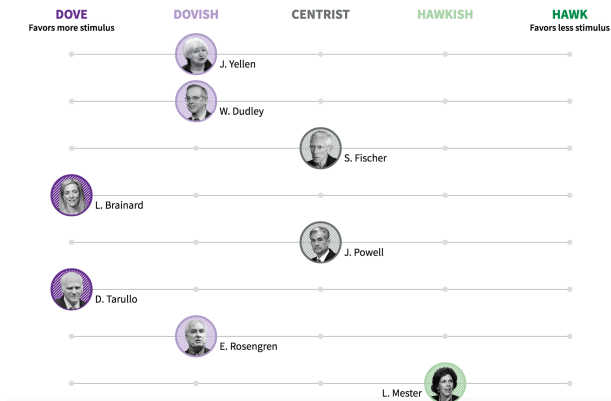 DOVE DOVISH CENTRIST HAWKISH HAWK
Favors more stimulus Favors less stimulus
J. Yellen
W. Dudley
S. Fischer
L. Brainard
J. Powell
D. Tarullo
E. Rosengren
L. Mester